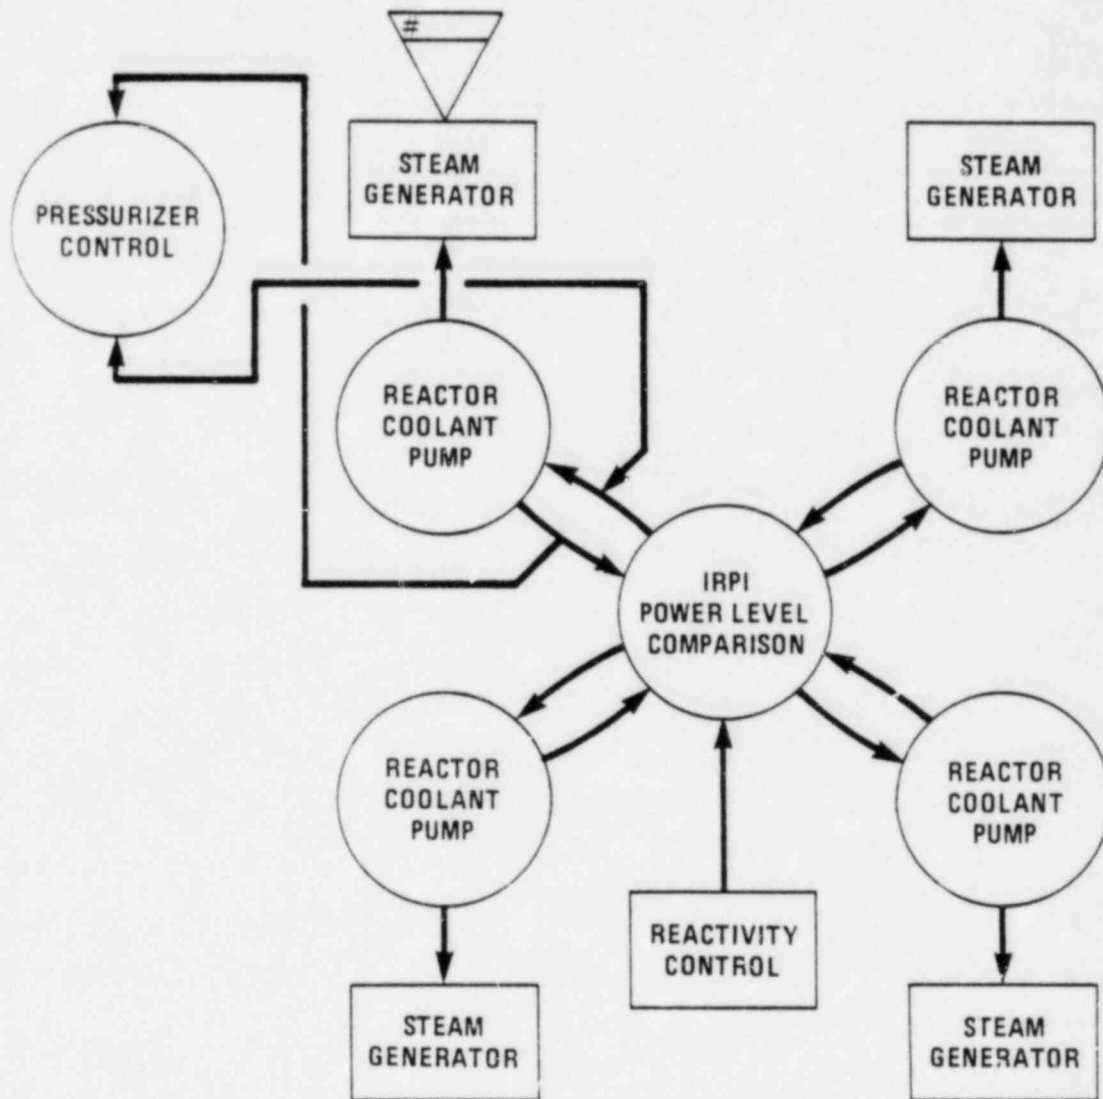 #
STEAM
GENERATOR
STEAM
GENERATOR
PRESSURIZER
CONTROL
REACTOR
COOLANT
PUMP
REACTOR
COOLANT
PUMP
IRPI
POWER LEVEL
COMPARISON
REACTOR
COOLANT
PUMP
REACTOR
COOLANT
PUMP
REACTIVITY
CONTROL
STEAM
GENERATOR
STEAM
GENERATOR